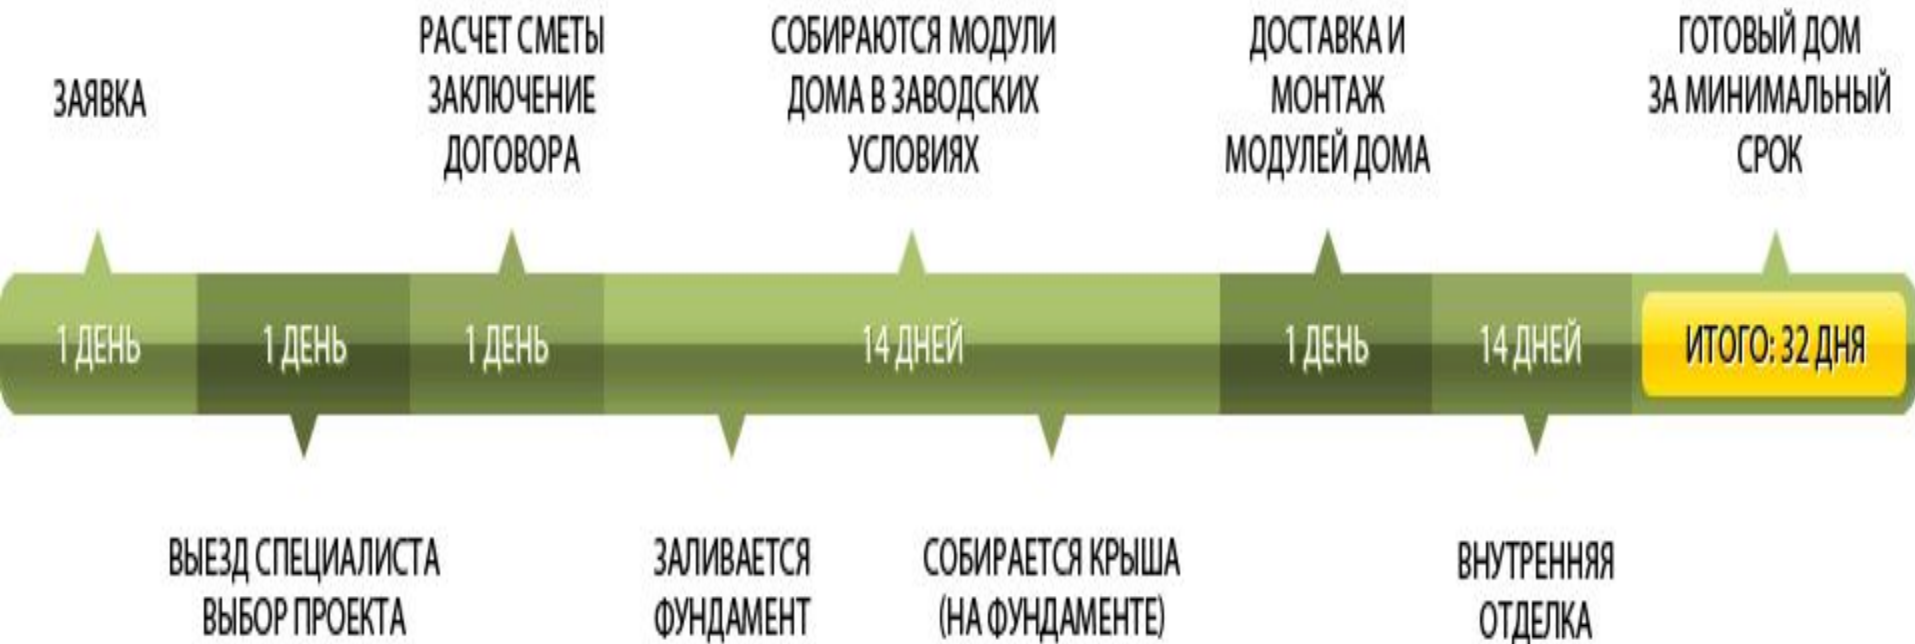 ЗАЯВКА
РАСЧЕТ СМЕТЫ
ЗАКЛЮЧЕНИЕ
ДОГОВОРА
СОБИРАЮТСЯ МОДУЛИ
ДОМА В ЗАВОДСКИХ
УСЛОВИЯХ
ДОСТАВКА И
МОНТАЖ
МОДУЛЕЙ ДОМА
ГОТОВЫЙ ДОМ
ЗА МИНИМАЛЬНЫЙ
СРОК
1 ДЕНЬ
1 ДЕНЬ
1 ДЕНЬ
14 ДНЕЙ
1 ДЕНЬ
14 ДНЕЙ
ИТОГО: 32 ДНЯ
ВЫЕЗД СПЕЦИАЛИСТА
ВЫБОР ПРОЕКТА
ЗАЛИВАЕТСЯ
ФУНДАМЕНТ
СОБИРАЕТСЯ КРЫША
(НА ФУНДАМЕНТЕ)
ВНУТРЕННЯЯ
ОТДЕЛКА